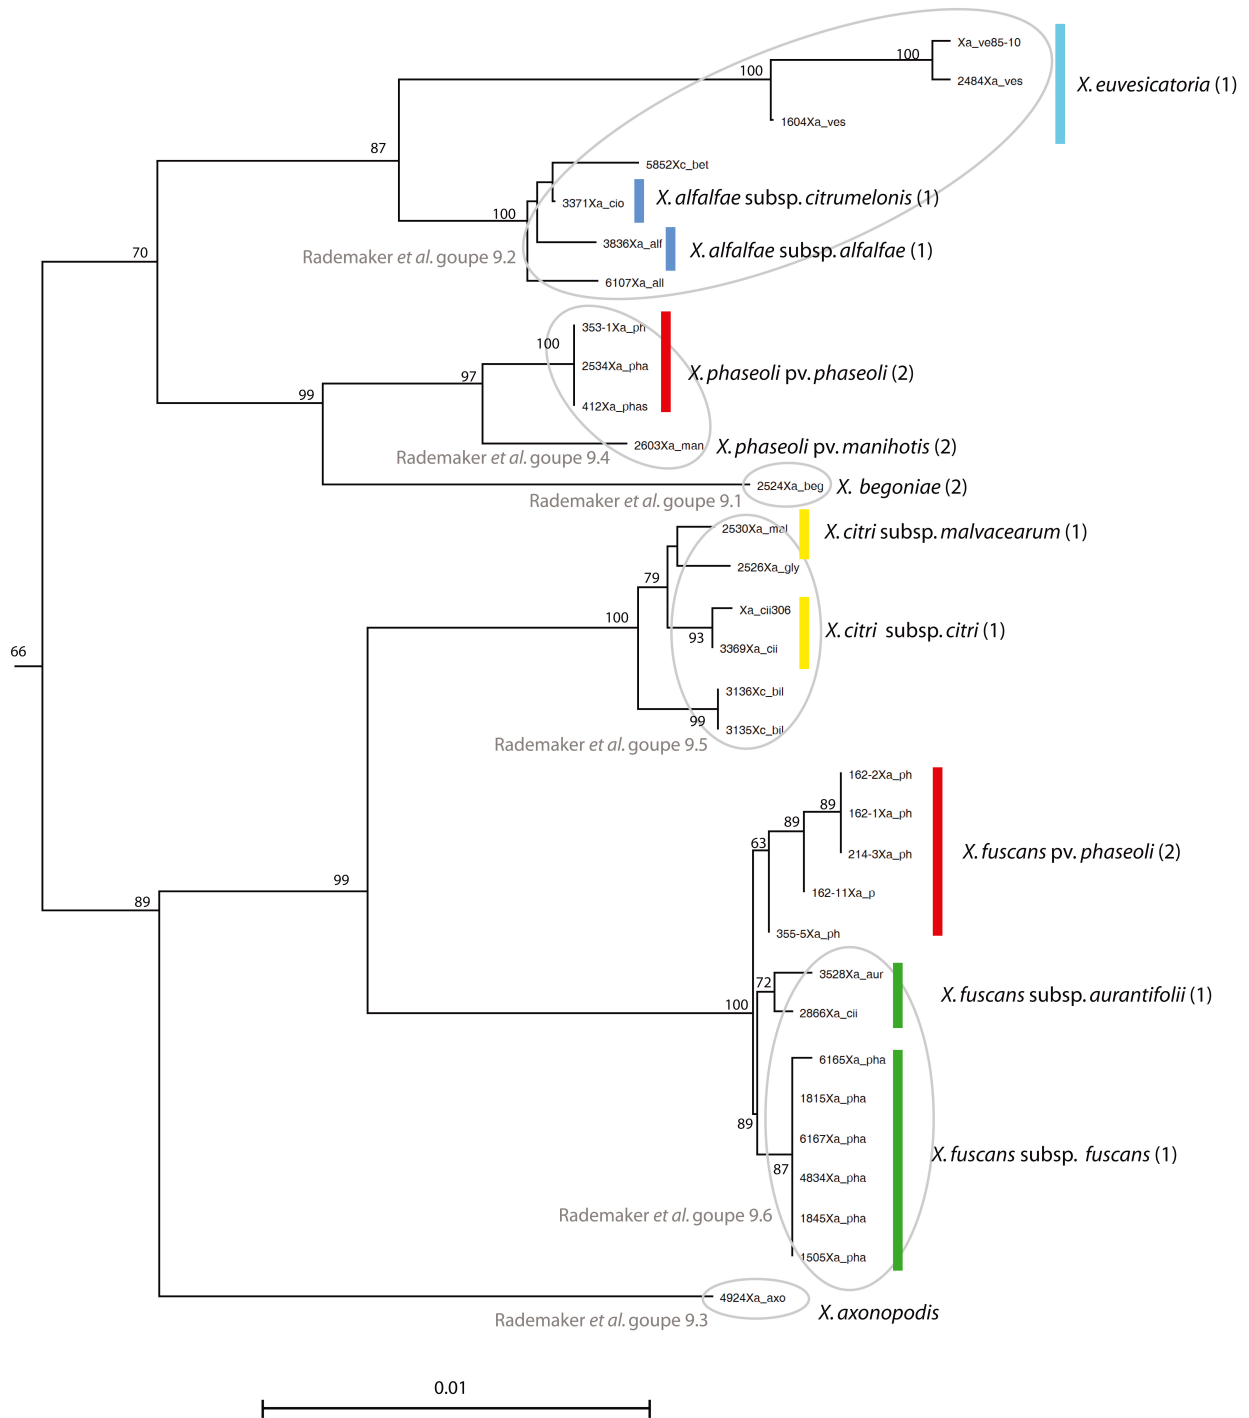 Xa_ve85-10
100
100
2484Xa_ves
X. euvesicatoria (1)
1604Xa_ves
87
5852Xc_bet
3371Xa_cio
X. alfalfae subsp. citrumelonis (1)
100
3836Xa_alf
X. alfalfae subsp. alfalfae (1)
70
Rademaker et al. goupe 9.2
6107Xa_all
353-1Xa_ph
100
2534Xa_pha
X. phaseoli pv. phaseoli (2)
97
99
412Xa_phas
2603Xa_man
X. phaseoli pv. manihotis (2)
Rademaker et al. goupe 9.4
2524Xa_beg
X. begoniae (2)
Rademaker et al. goupe 9.1
2530Xa_mal
X. citri subsp. malvacearum (1)
2526Xa_gly
79
Xa_cii306
100
X. citri subsp. citri (1)
93
3369Xa_cii
66
3136Xc_bil
99
3135Xc_bil
Rademaker et al. goupe 9.5
162-2Xa_ph
89
162-1Xa_ph
89
63
214-3Xa_ph
X. fuscans pv. phaseoli (2)
99
162-11Xa_p
89
355-5Xa_ph
3528Xa_aur
72
X. fuscans subsp. aurantifolii (1)
100
2866Xa_cii
6165Xa_pha
1815Xa_pha
89
6167Xa_pha
X. fuscans subsp. fuscans (1)
87
4834Xa_pha
Rademaker et al. goupe 9.6
1845Xa_pha
1505Xa_pha
4924Xa_axo
X. axonopodis
Rademaker et al. goupe 9.3
0.01